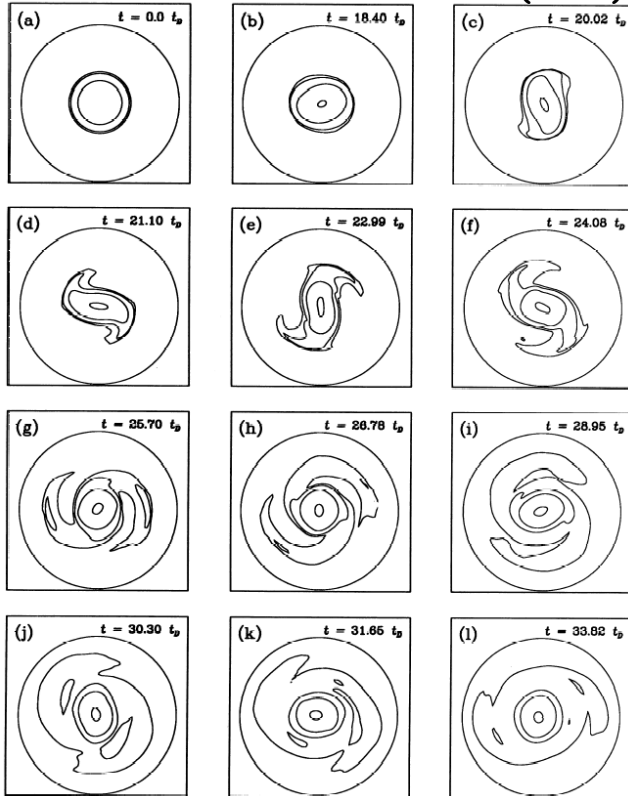 (a) t = 0.0 t_D
(b) t = 18.40 t_D
(c) t = 20.02 t_D
(d) t = 21.10 t_D
(e) t = 22.99 t_D
(f) t = 24.08 t_D
(g) t = 25.70 t_D
(h) t = 26.78 t_D
(i) t = 28.95 t_D
(j) t = 30.30 t_D
(k) t = 31.65 t_D
(l) t = 33.82 t_D